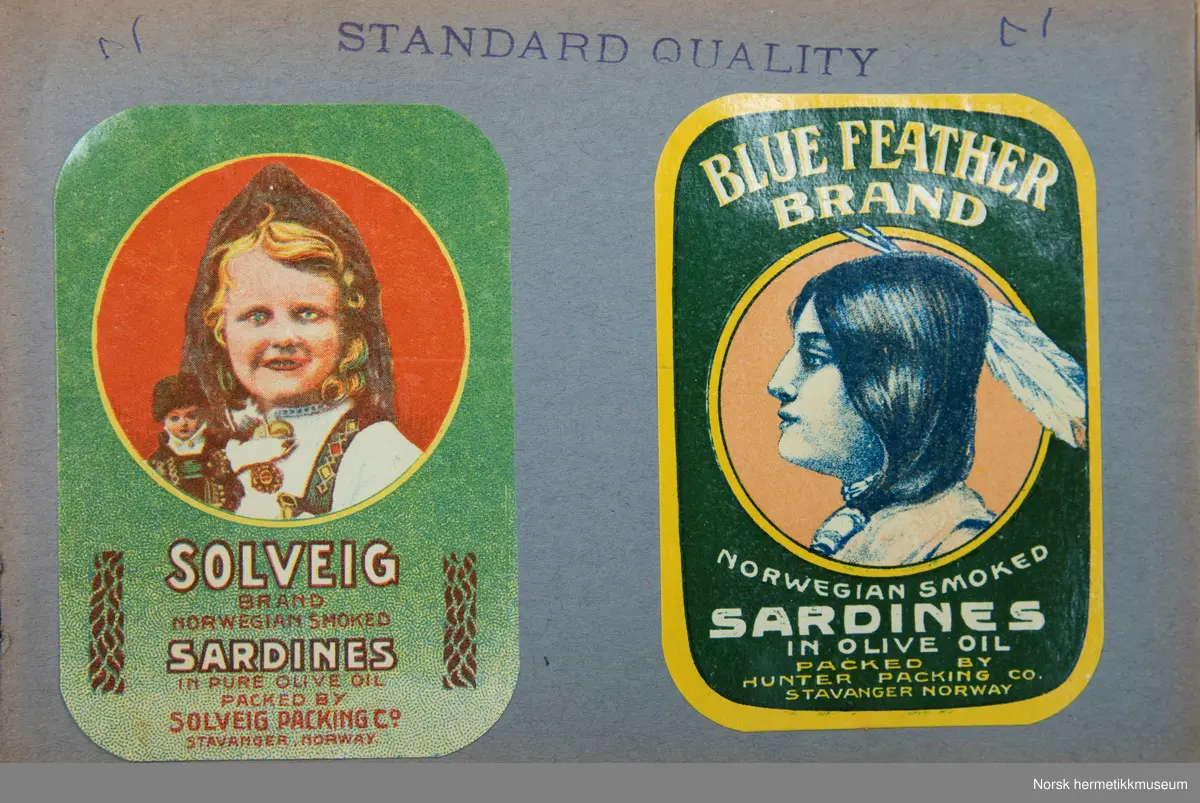 STANDARD QUALITY
SOLVEIG
BRAND
NORWEGIAN SMOKED
SARDINES
IN PURE OLIVE OIL
PACKED BY
SOLVEIG PACKING Co
STAVANGER, NORWAY
BLUE FEATHER
BRAND
NORWEGIAN SMOKED
SARDINES
IN OLIVE OIL
PACKED BY
HUNTER PACKING CO.
STAVANGER NORWAY
Norsk hermetikkmuseum